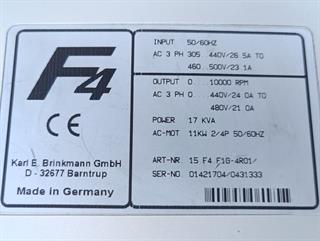 F4
CE
Karl E. Brinkmann GmbH
D - 32677 Barntrup
Made in Germany
INPUT 50/60HZ
AC 3 PH 305...440V/26.5A TO
460...500V/23.1A
OUTPUT 0...10000 RPM
AC 3 PH 0...440V/24.0A TO
480V/21.0A
POWER 17 KVA
AC-MOT 11KW 2/4P 50/60HZ
ART-NR 15 F4 F1G-4R01/
SER-NO 01421704/0431333